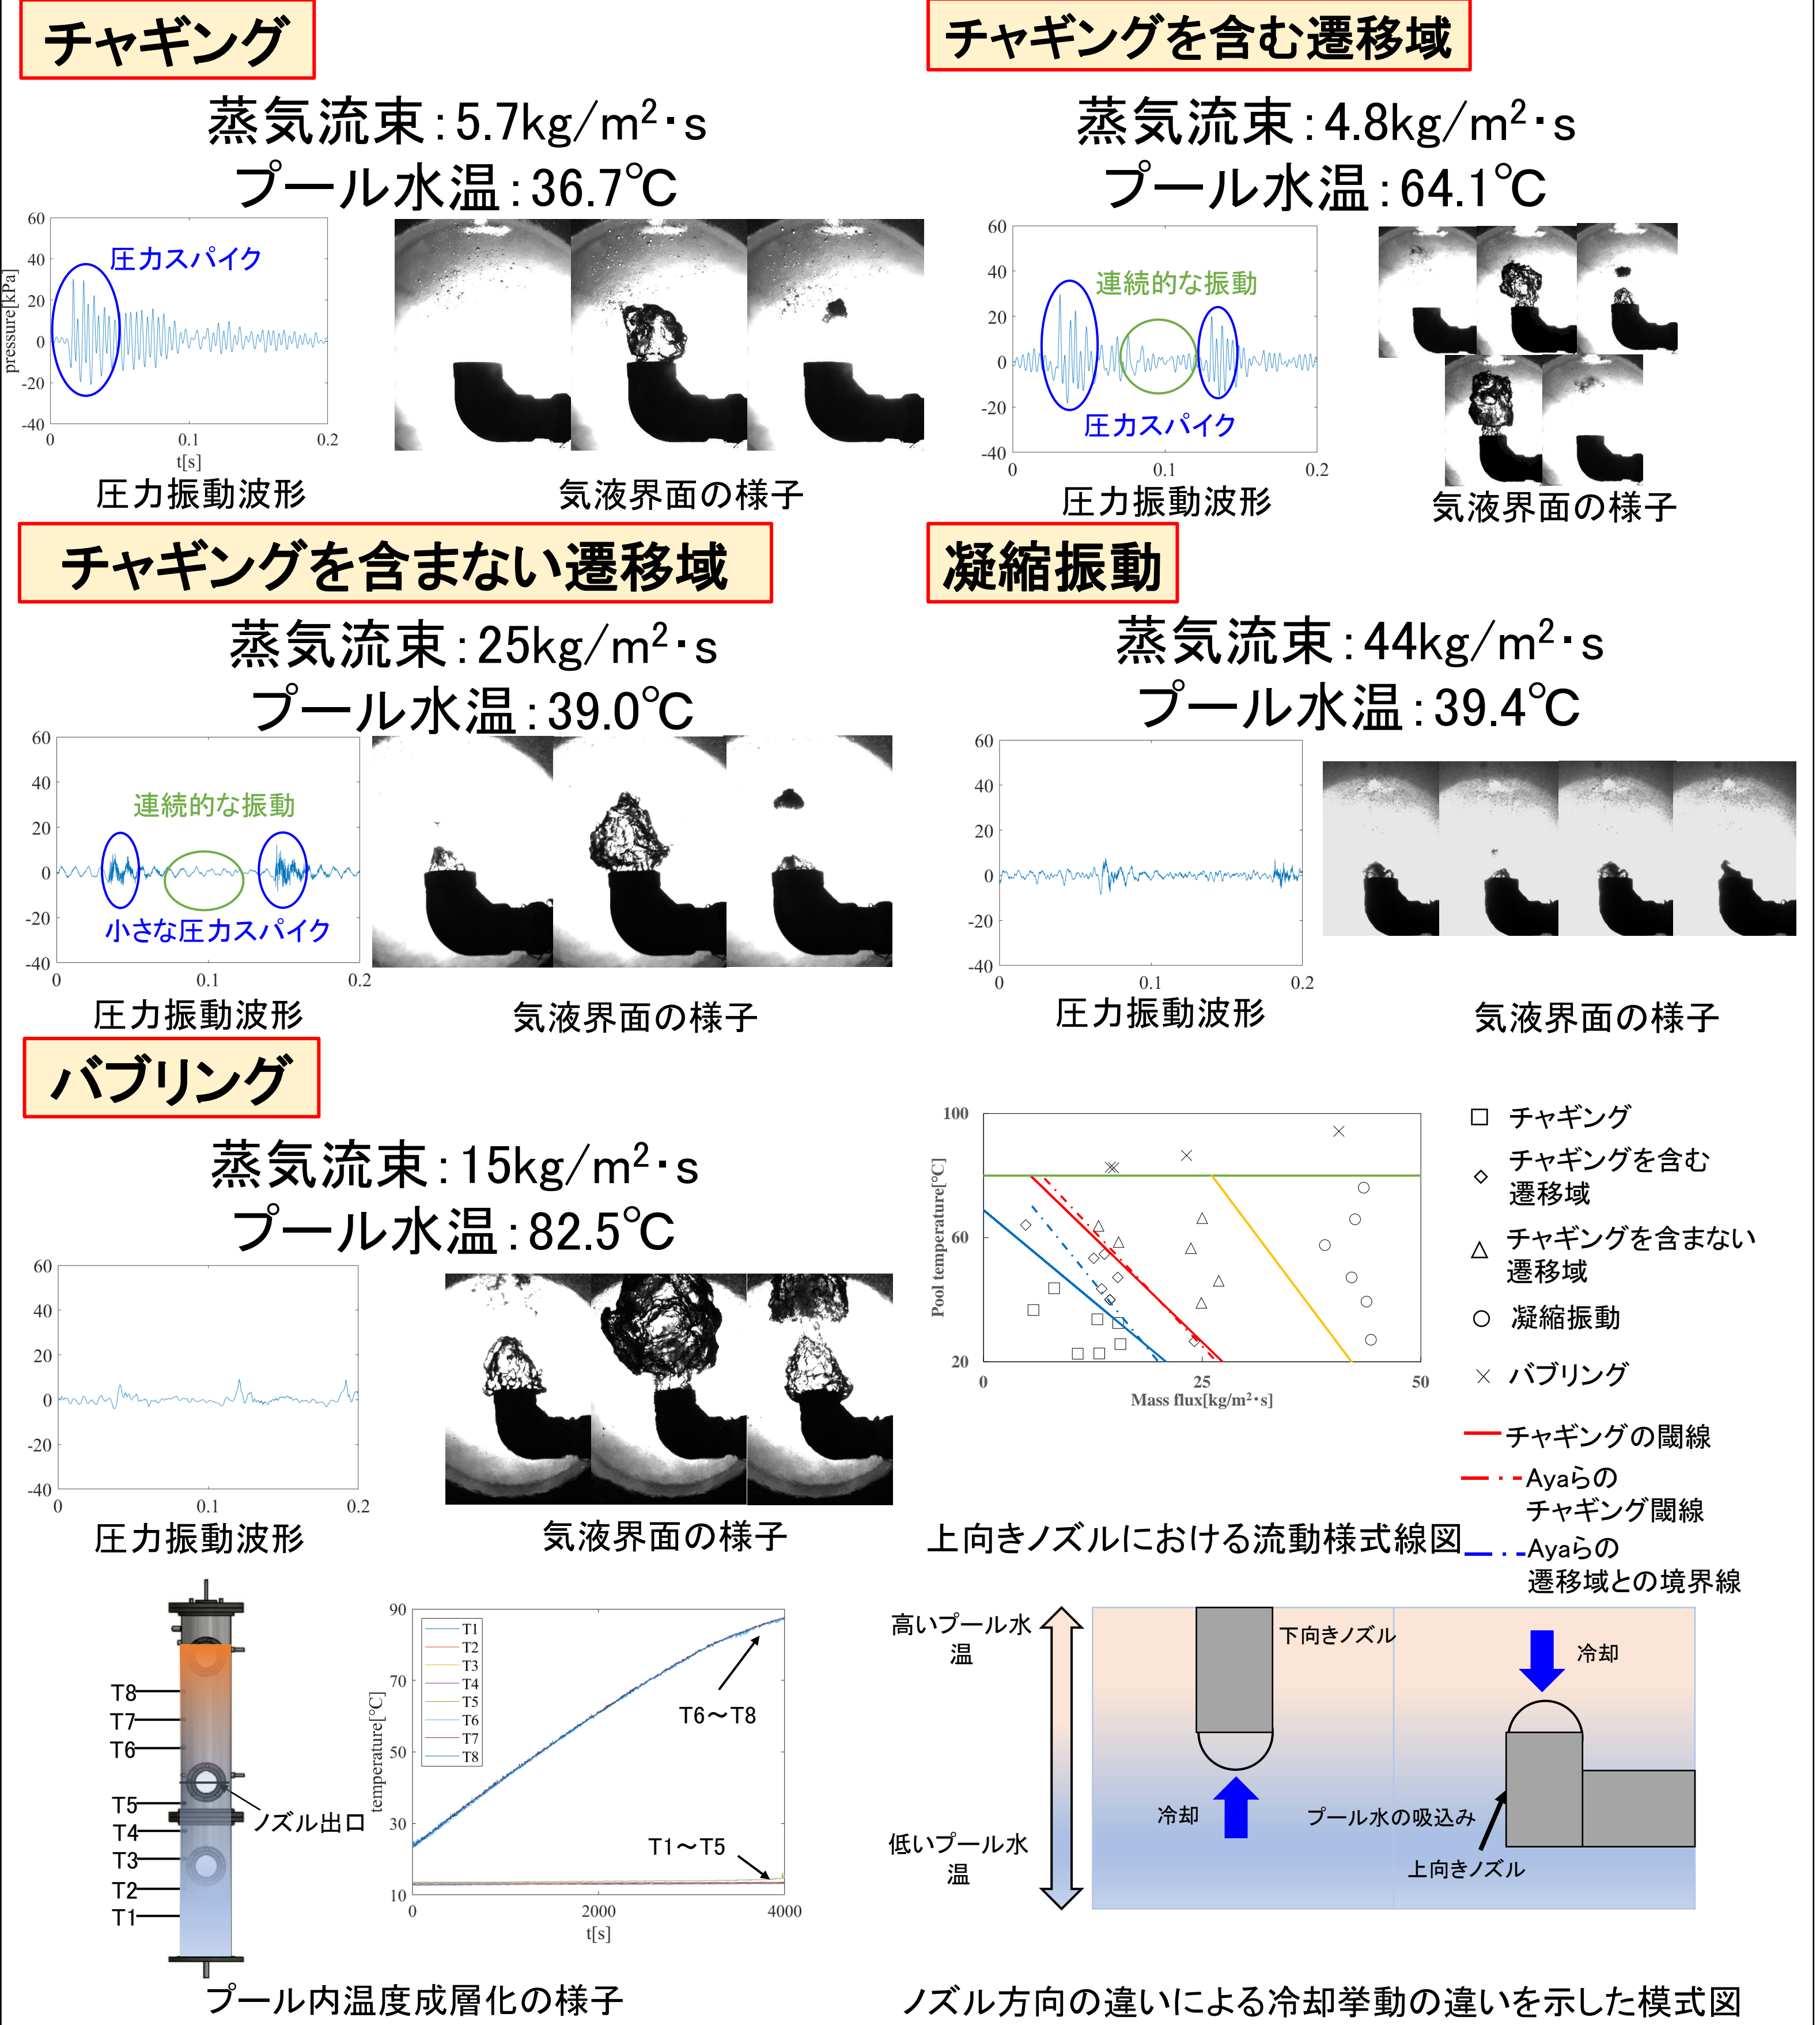 チャギング
蒸気流束:5.7kg/m²・s
プール水温:36.7℃
60
40
20
0
-20
-40
pressure[kPa]
圧力スパイク
0
0.1
0.2
t[s]
圧力振動波形
気液界面の様子
チャギングを含む遷移域
蒸気流束:4.8kg/m²・s
プール水温:64.1℃
60
40
20
0
-20
-40
連続的な振動
圧力スパイク
0
0.1
0.2
圧力振動波形
気液界面の様子
チャギングを含まない遷移域
蒸気流束:25kg/m²・s
プール水温:39.0℃
60
40
20
0
-20
-40
連続的な振動
小さな圧力スパイク
0
0.1
0.2
圧力振動波形
気液界面の様子
凝縮振動
蒸気流束:44kg/m²・s
プール水温:39.4℃
60
40
20
0
-20
-40
0
0.1
0.2
圧力振動波形
気液界面の様子
バブリング
蒸気流束:15kg/m²・s
プール水温:82.5℃
60
40
20
0
-20
-40
0
0.1
0.2
圧力振動波形
気液界面の様子
100
60
20
Pool temperature[℃]
0
25
50
Mass flux[kg/m²・s]
チャギング
チャギングを含む
遷移域
チャギングを含まない
遷移域
凝縮振動
バブリング
チャギングの閾線
Ayaらの
チャギング閾線
Ayaらの
遷移域との境界線
上向きノズルにおける流動様式線図
T8
T7
T6
T5
T4
T3
T2
T1
ノズル出口
90
70
50
30
10
temperature[℃]
T1
T2
T3
T4
T5
T6
T7
T8
T6～T8
T1～T5
0
2000
4000
t[s]
プール内温度成層化の様子
高いプール水
温
低いプール水
温
下向きノズル
冷却
冷却
プール水の吸込み
上向きノズル
ノズル方向の違いによる冷却挙動の違いを示した模式図